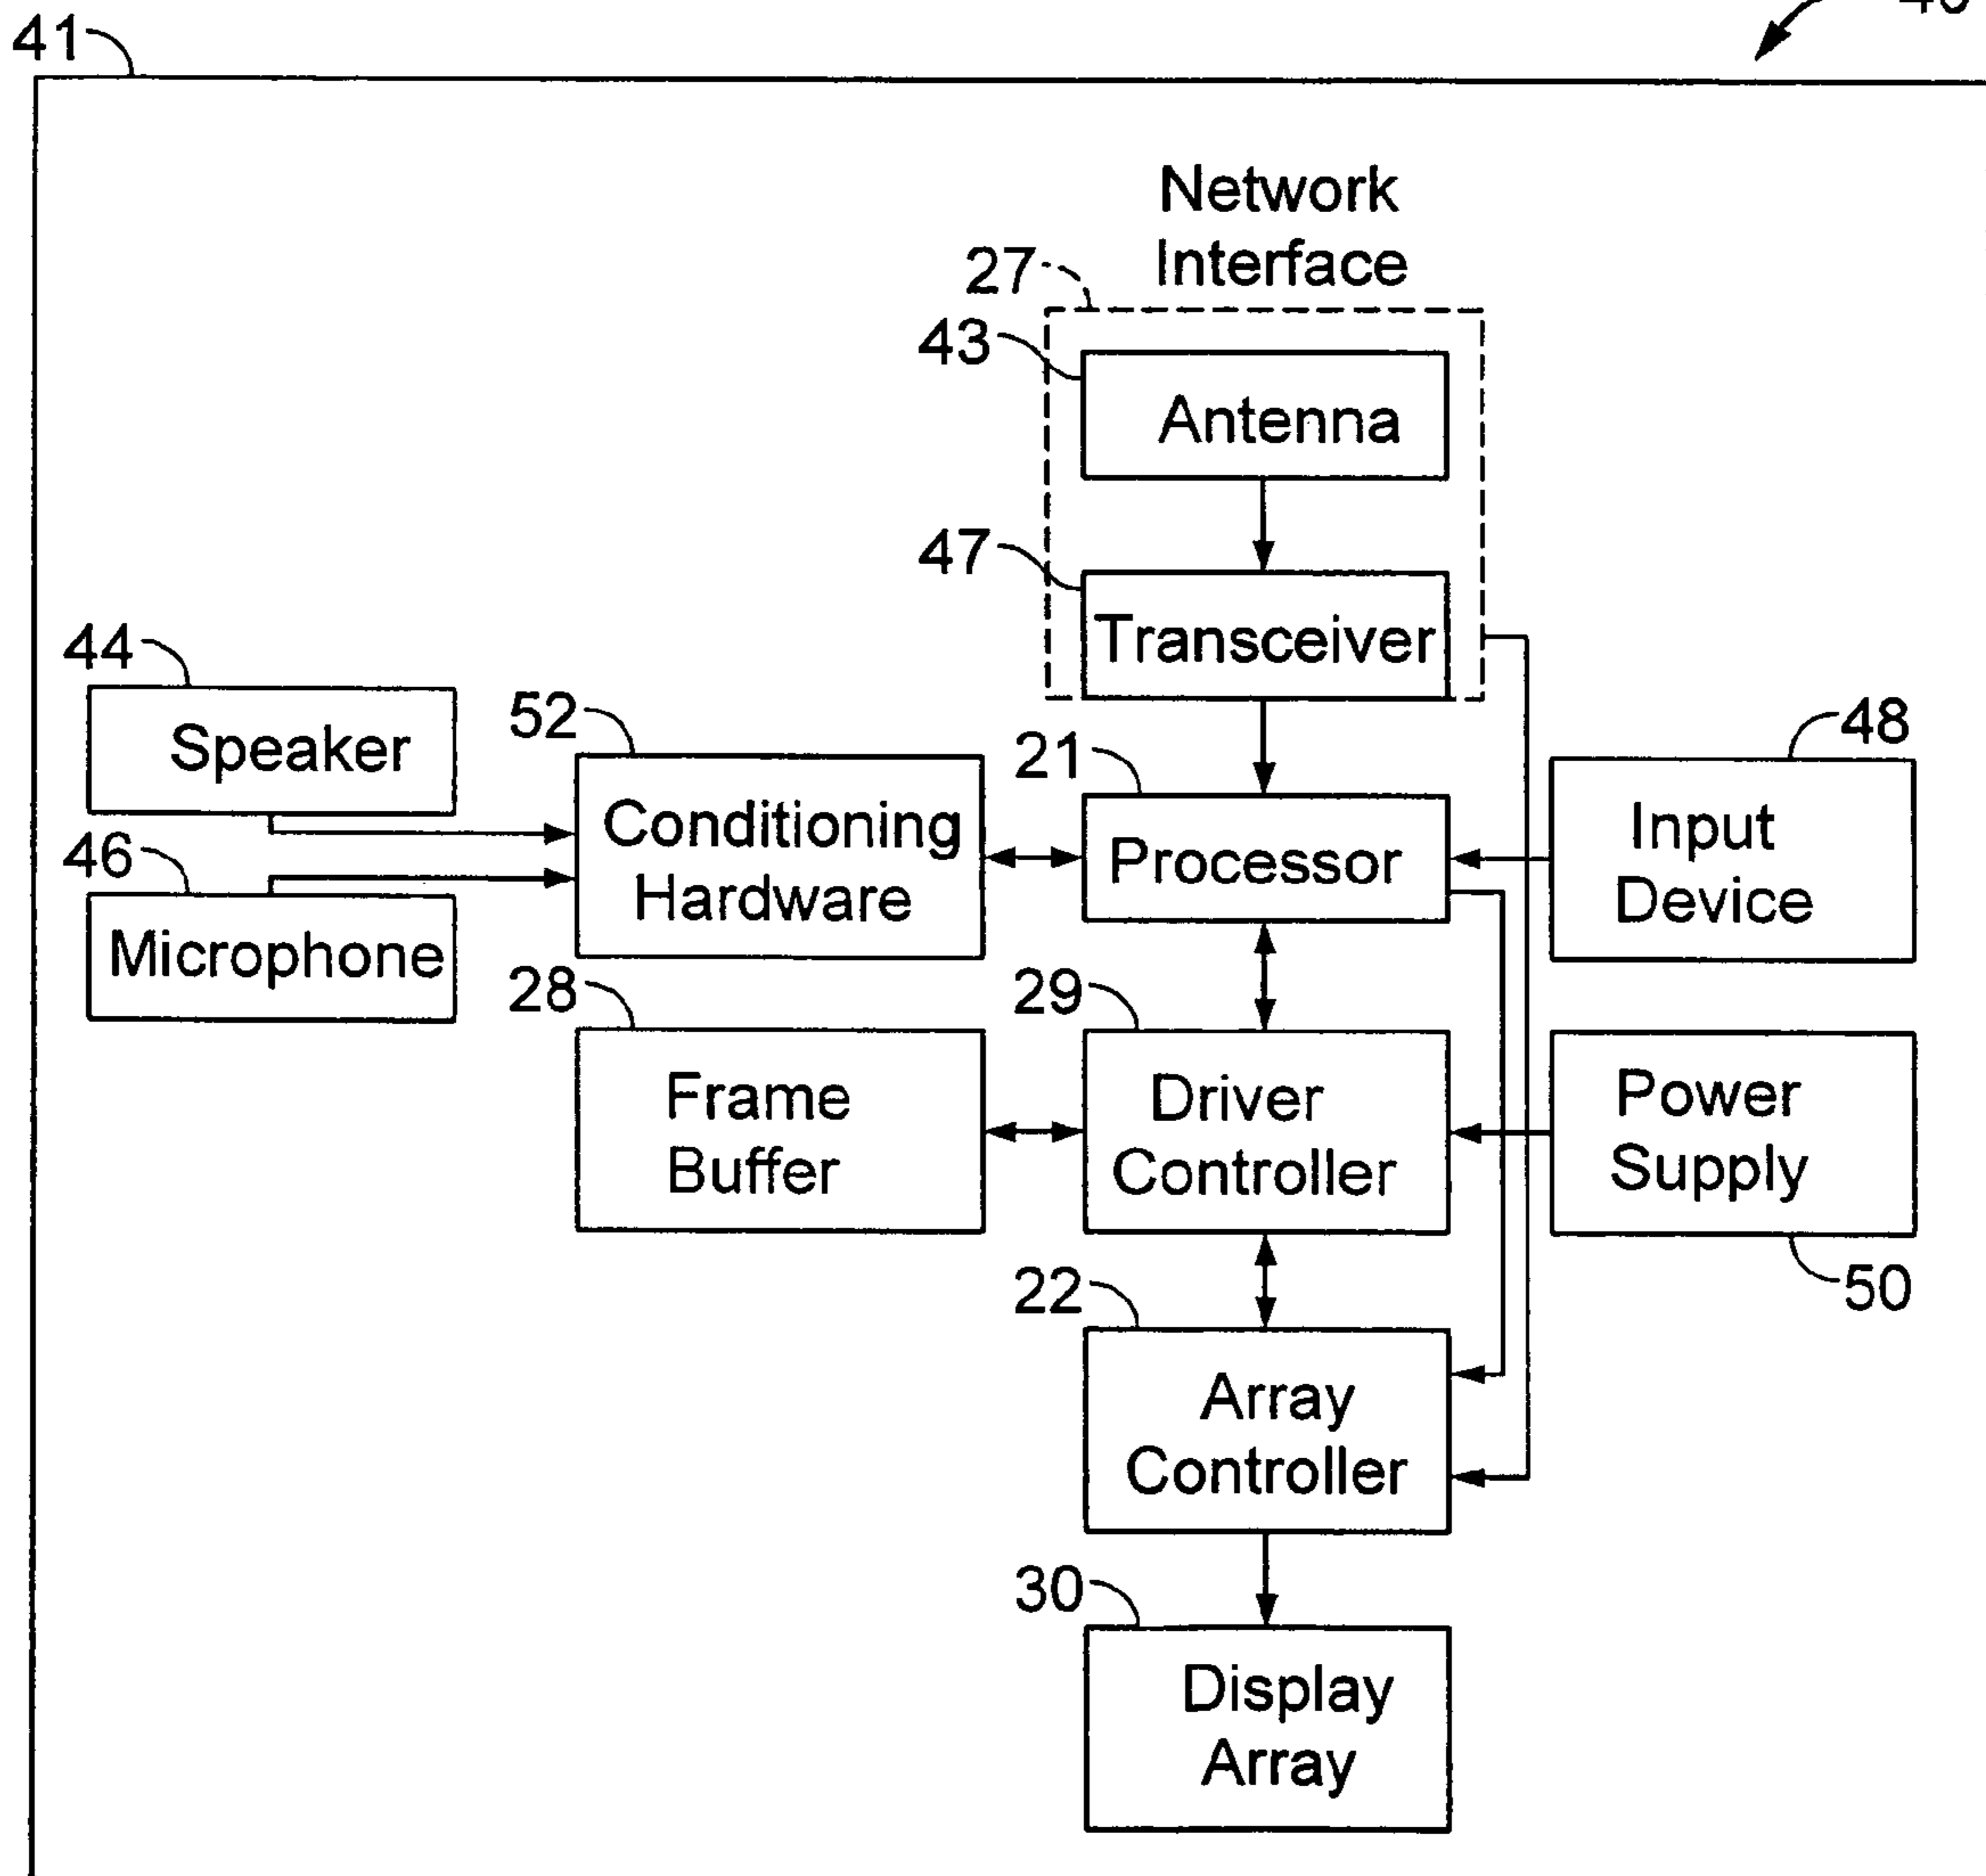 41
Network
Interface
27
43
Antenna
47
Transceiver
44
Speaker
52
Conditioning
Hardware
21
Processor
48
Input
Device
46
Microphone
28
Frame
Buffer
29
Driver
Controller
Power
Supply
50
22
Array
Controller
30
Display
Array